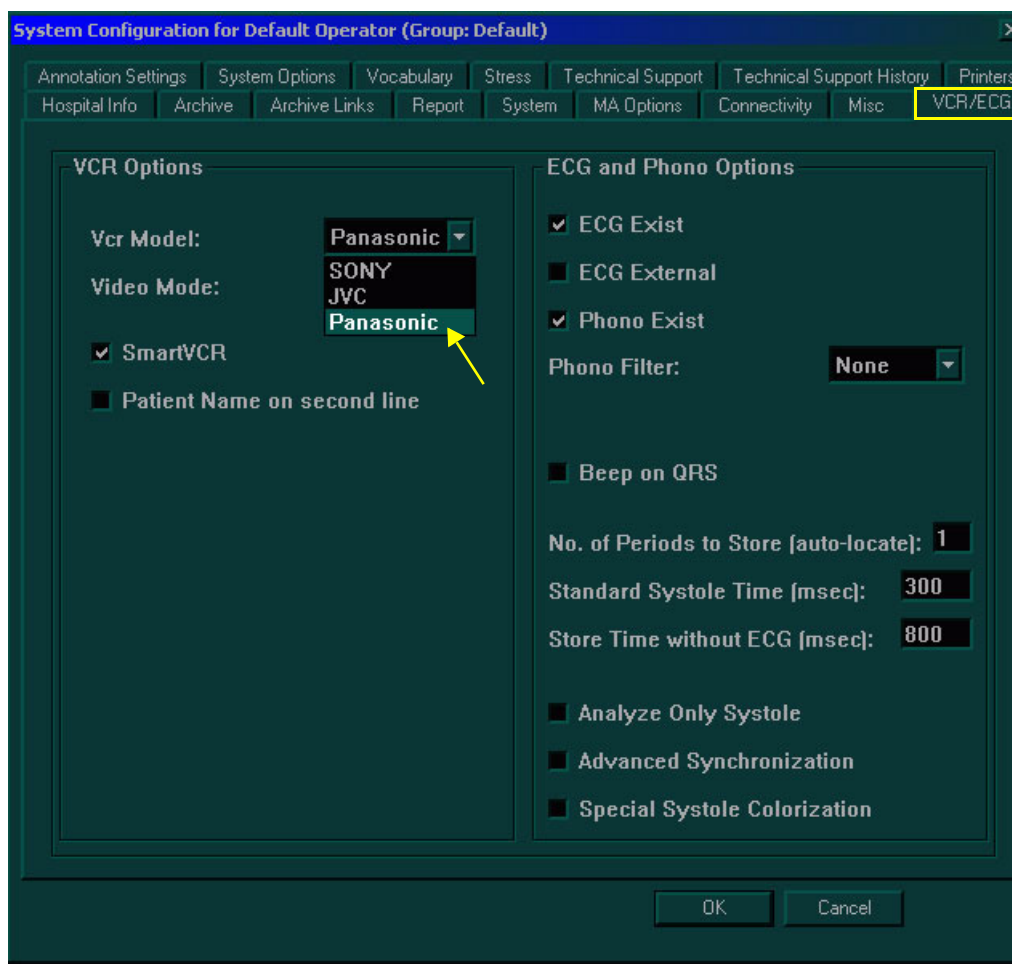 System Configuration for Default Operator (Group: Default)
Annotation Settings System Options Vocabulary Stress Technical Support Technical Support History Printers
Hospital Info Archive Archive Links Report System MA Options Connectivity Misc VCR/ECG
VCR Options
Vcr Model: Panasonic
SONY
JVC
Panasonic
Video Mode:
SmartVCR
Patient Name on second line
ECG and Phono Options
ECG Exist
ECG External
Phono Exist
Phono Filter: None
Beep on QRS
No. of Periods to Store (auto-locate): 1
Standard Systole Time (msec): 300
Store Time without ECG (msec): 800
Analyze Only Systole
Advanced Synchronization
Special Systole Colorization
OK Cancel